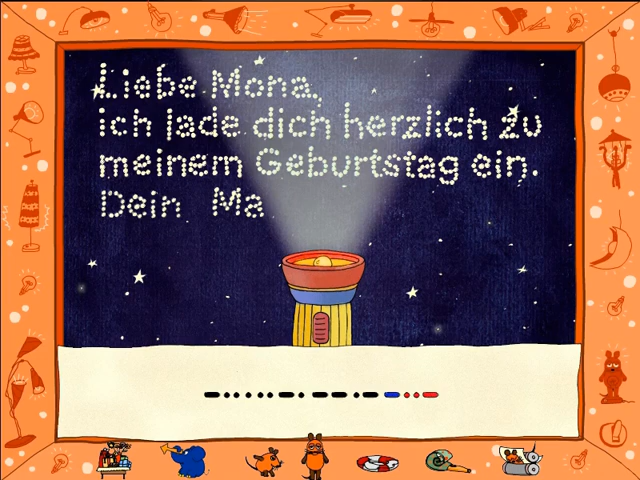 Liebe Mona,
ich lade dich herzlich zu
meinem Geburtstag ein.
Dein Ma